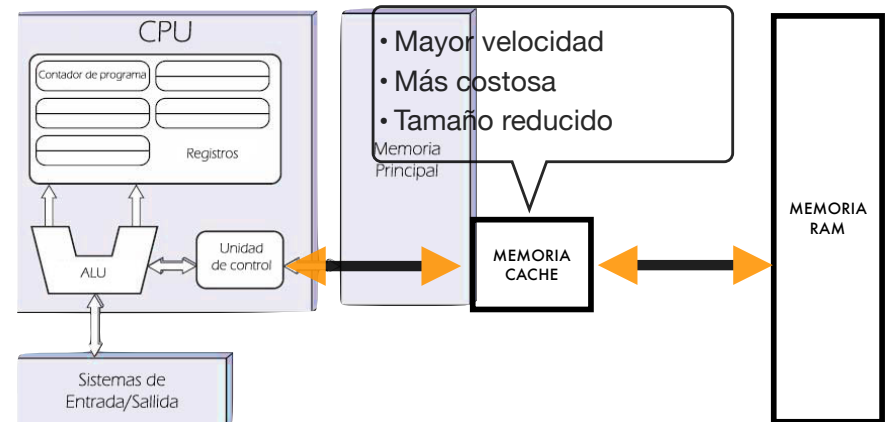 CPU
Contador de programa
Registros
ALU
Unidad
de control
Sistemas de
Entrada/Sallida
• Mayor velocidad
• Más costosa
• Tamaño reducido
Memoria
Principal
MEMORIA
CACHE
MEMORIA
RAM